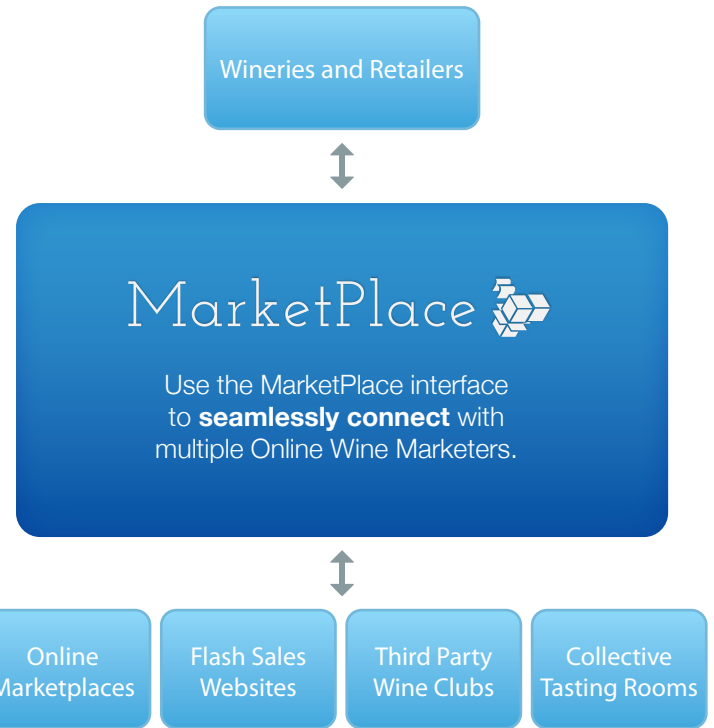 Wineries and Retailers
MarketPlace
Use the MarketPlace interface
to seamlessly connect with
multiple Online Wine Marketers.
Online
Marketplaces
Flash Sales
Websites
Third Party
Wine Clubs
Collective
Tasting Rooms